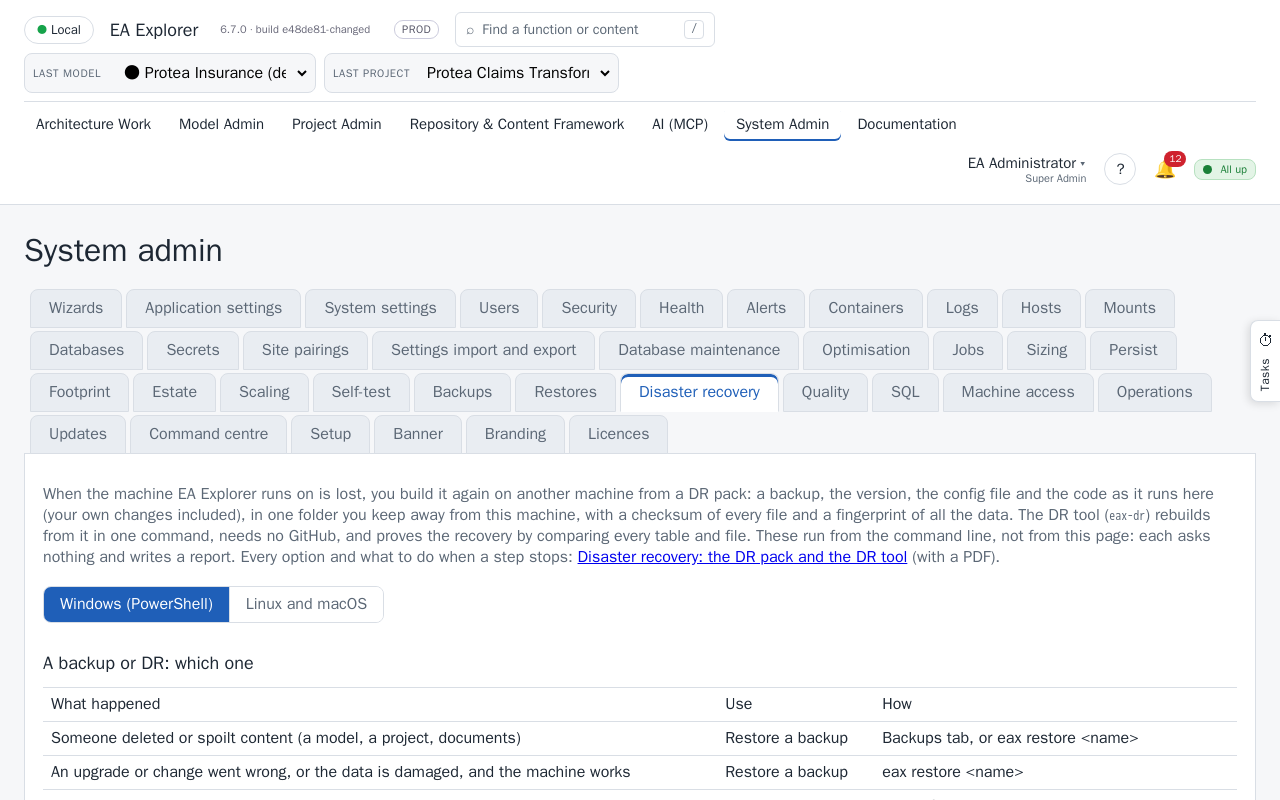 Local
EA Explorer
6.7.0 · build e48de81-changed
PROD
Find a function or content
/
LAST MODEL
Protea Insurance (de
LAST PROJECT
Protea Claims Transfor
Architecture Work
Model Admin
Project Admin
Repository & Content Framework
AI (MCP)
System Admin
Documentation
EA Administrator
Super Admin
?
12
All up
System admin
Wizards
Application settings
System settings
Users
Security
Health
Alerts
Containers
Logs
Hosts
Mounts
Databases
Secrets
Site pairings
Settings import and export
Database maintenance
Optimisation
Jobs
Sizing
Persist
Footprint
Estate
Scaling
Self-test
Backups
Restores
Disaster recovery
Quality
SQL
Machine access
Operations
Updates
Command centre
Setup
Banner
Branding
Licences
Tasks
When the machine EA Explorer runs on is lost, you build it again on another machine from a DR pack: a backup, the version, the config file and the code as it runs here
(your own changes included), in one folder you keep away from this machine, with a checksum of every file and a fingerprint of all the data. The DR tool (eax-dr) rebuilds
from it in one command, needs no GitHub, and proves the recovery by comparing every table and file. These run from the command line, not from this page: each asks
nothing and writes a report. Every option and what to do when a step stops: Disaster recovery: the DR pack and the DR tool (with a PDF).
Windows (PowerShell)
Linux and macOS
A backup or DR: which one
What happened
Use
How
Someone deleted or spoilt content (a model, a project, documents)
Restore a backup
Backups tab, or eax restore <name>
An upgrade or change went wrong, or the data is damaged, and the machine works
Restore a backup
eax restore <name>